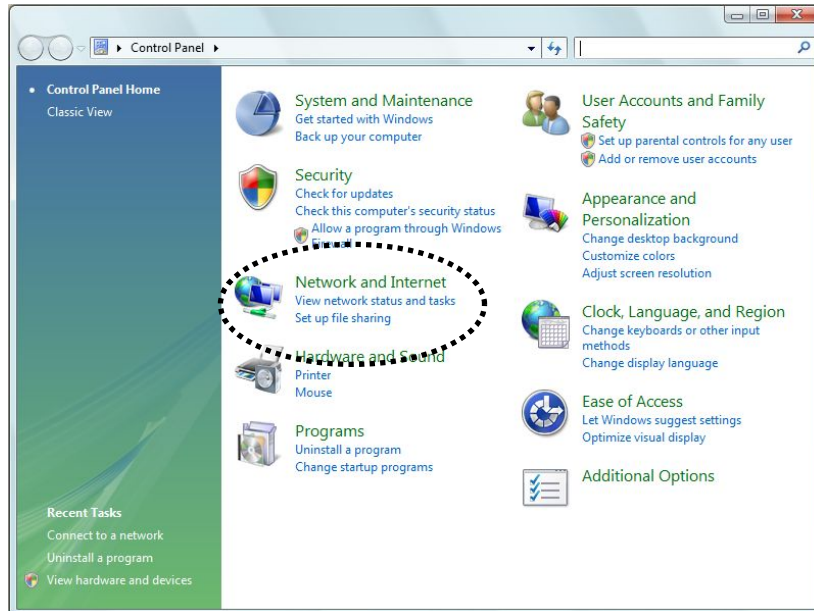 Control Panel
Control Panel Home
Classic View
System and Maintenance
Get started with Windows
Back up your computer
Security
Check for updates
Check this computer's security status
Allow a program through Windows
Firewall
Network and Internet
View network status and tasks
Set up file sharing
Hardware and Sound
Printer
Mouse
Programs
Uninstall a program
Change startup programs
User Accounts and Family
Safety
Set up parental controls for any user
Add or remove user accounts
Appearance and
Personalization
Change desktop background
Customize colors
Adjust screen resolution
Clock, Language, and Region
Change keyboards or other input
methods
Change display language
Ease of Access
Let Windows suggest settings
Optimize visual display
Additional Options
Recent Tasks
Connect to a network
Uninstall a program
View hardware and devices